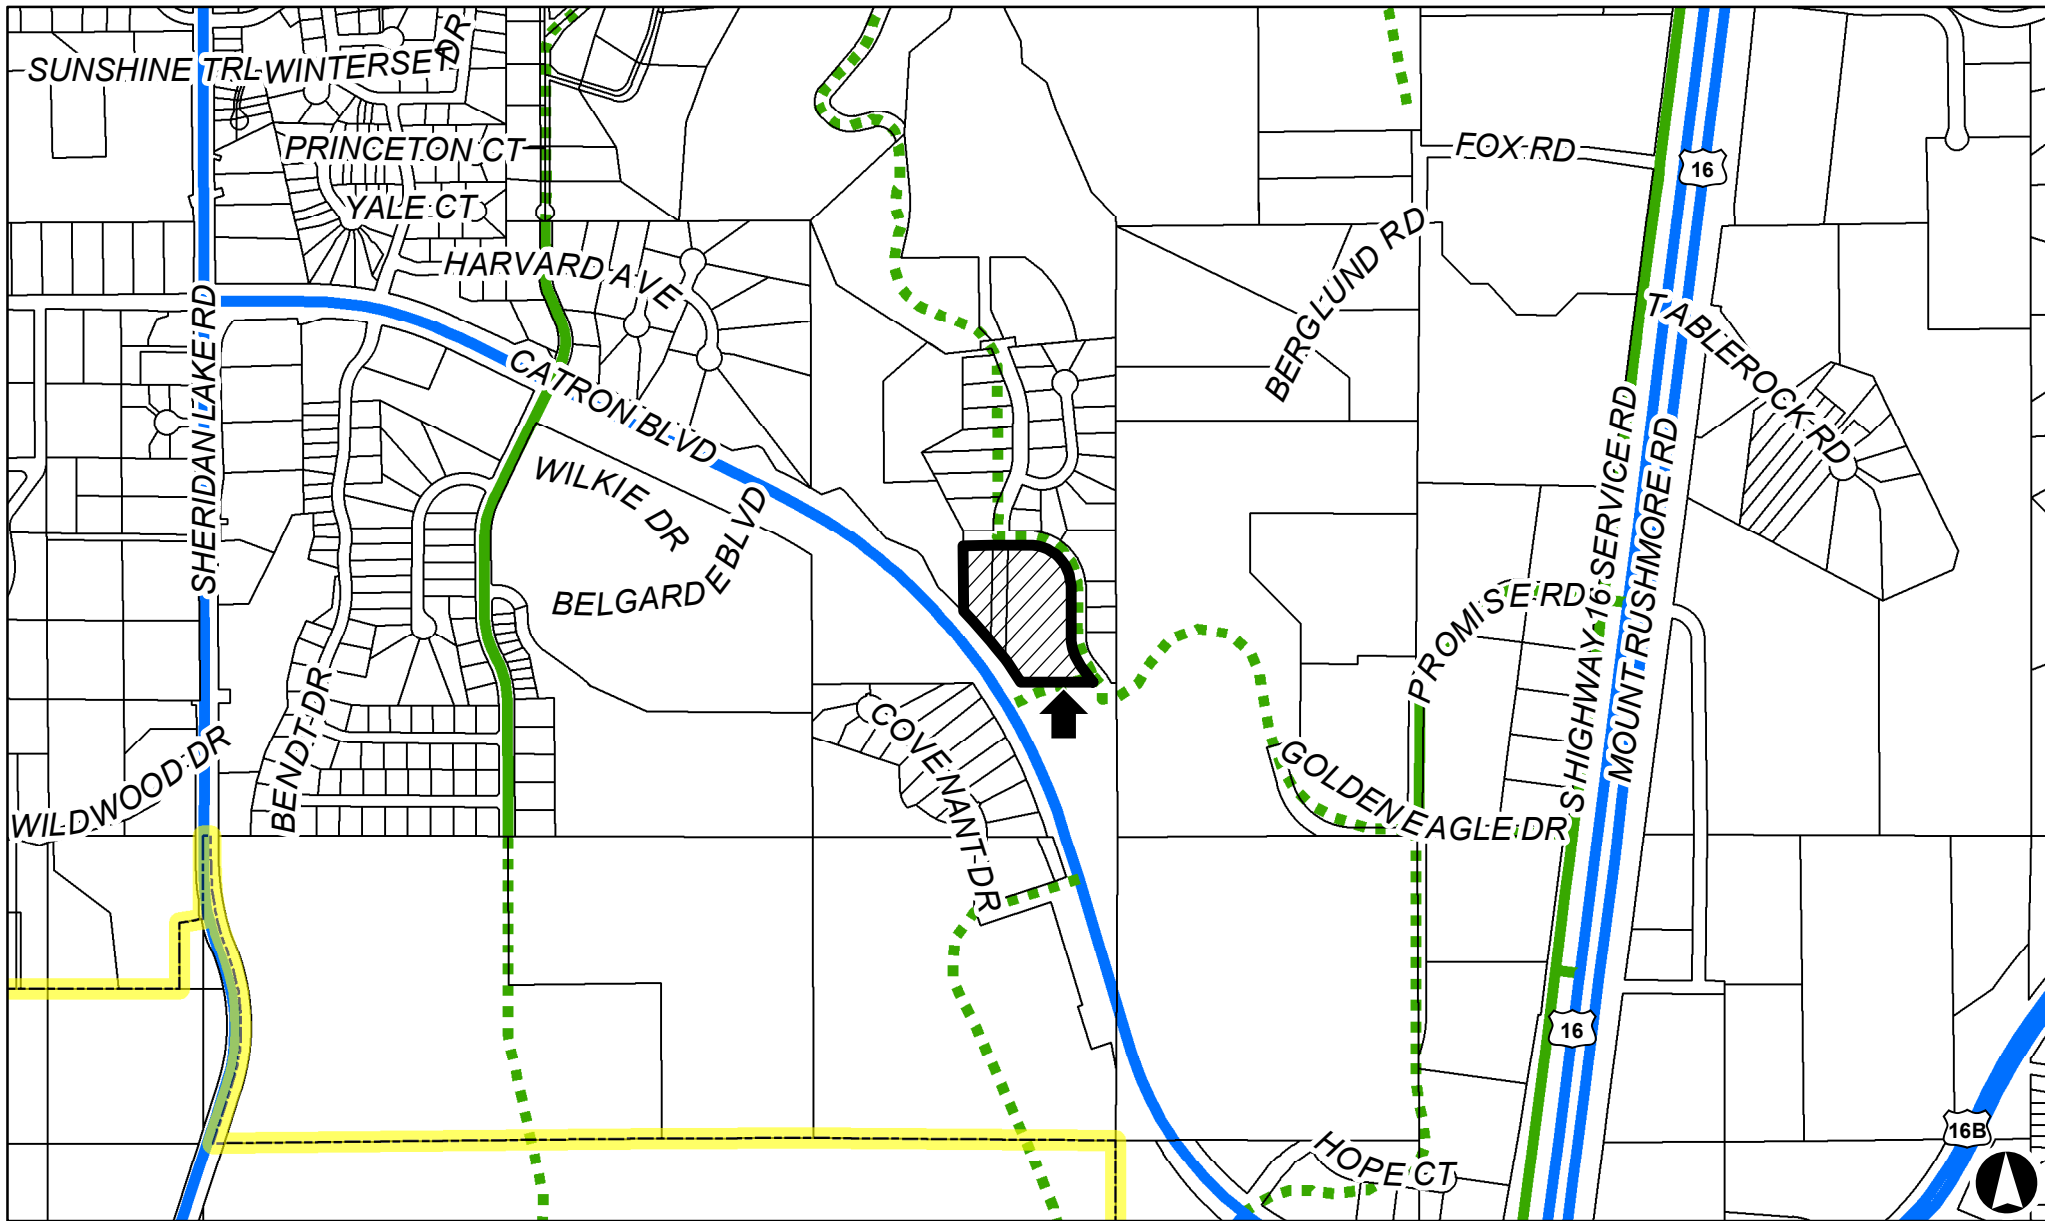 SUNSHINE TRL
WINTERSET DR
PRINCETON CT
YALE CT
HARVARD AVE
FOX RD
16
BERGLUND RD
TABLEROCK RD
SHERIDAN LAKE RD
CATRON BLVD
WILKIE DR
BELGARDE BLVD
S HIGHWAY 16 SERVICE RD
MOUNT RUSHMORE RD
PROMISE RD
BENDT DR
WILDWOOD DR
COVENANT DR
GOLDEN EAGLE DR
16
HOPE CT
16B